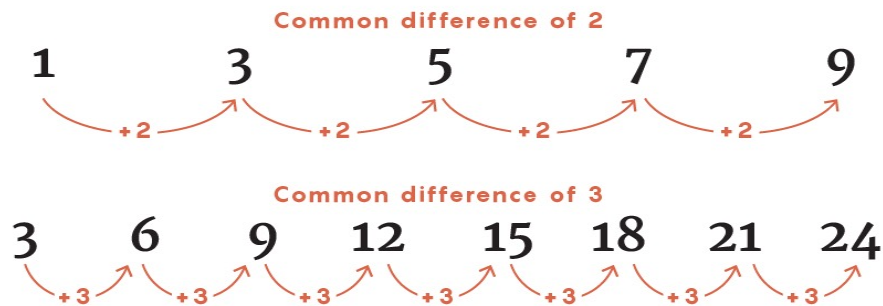 Common difference of 2
1 3 5 7 9
+2 +2 +2 +2
Common difference of 3
3 6 9 12 15 18 21 24
+3 +3 +3 +3 +3 +3 +3